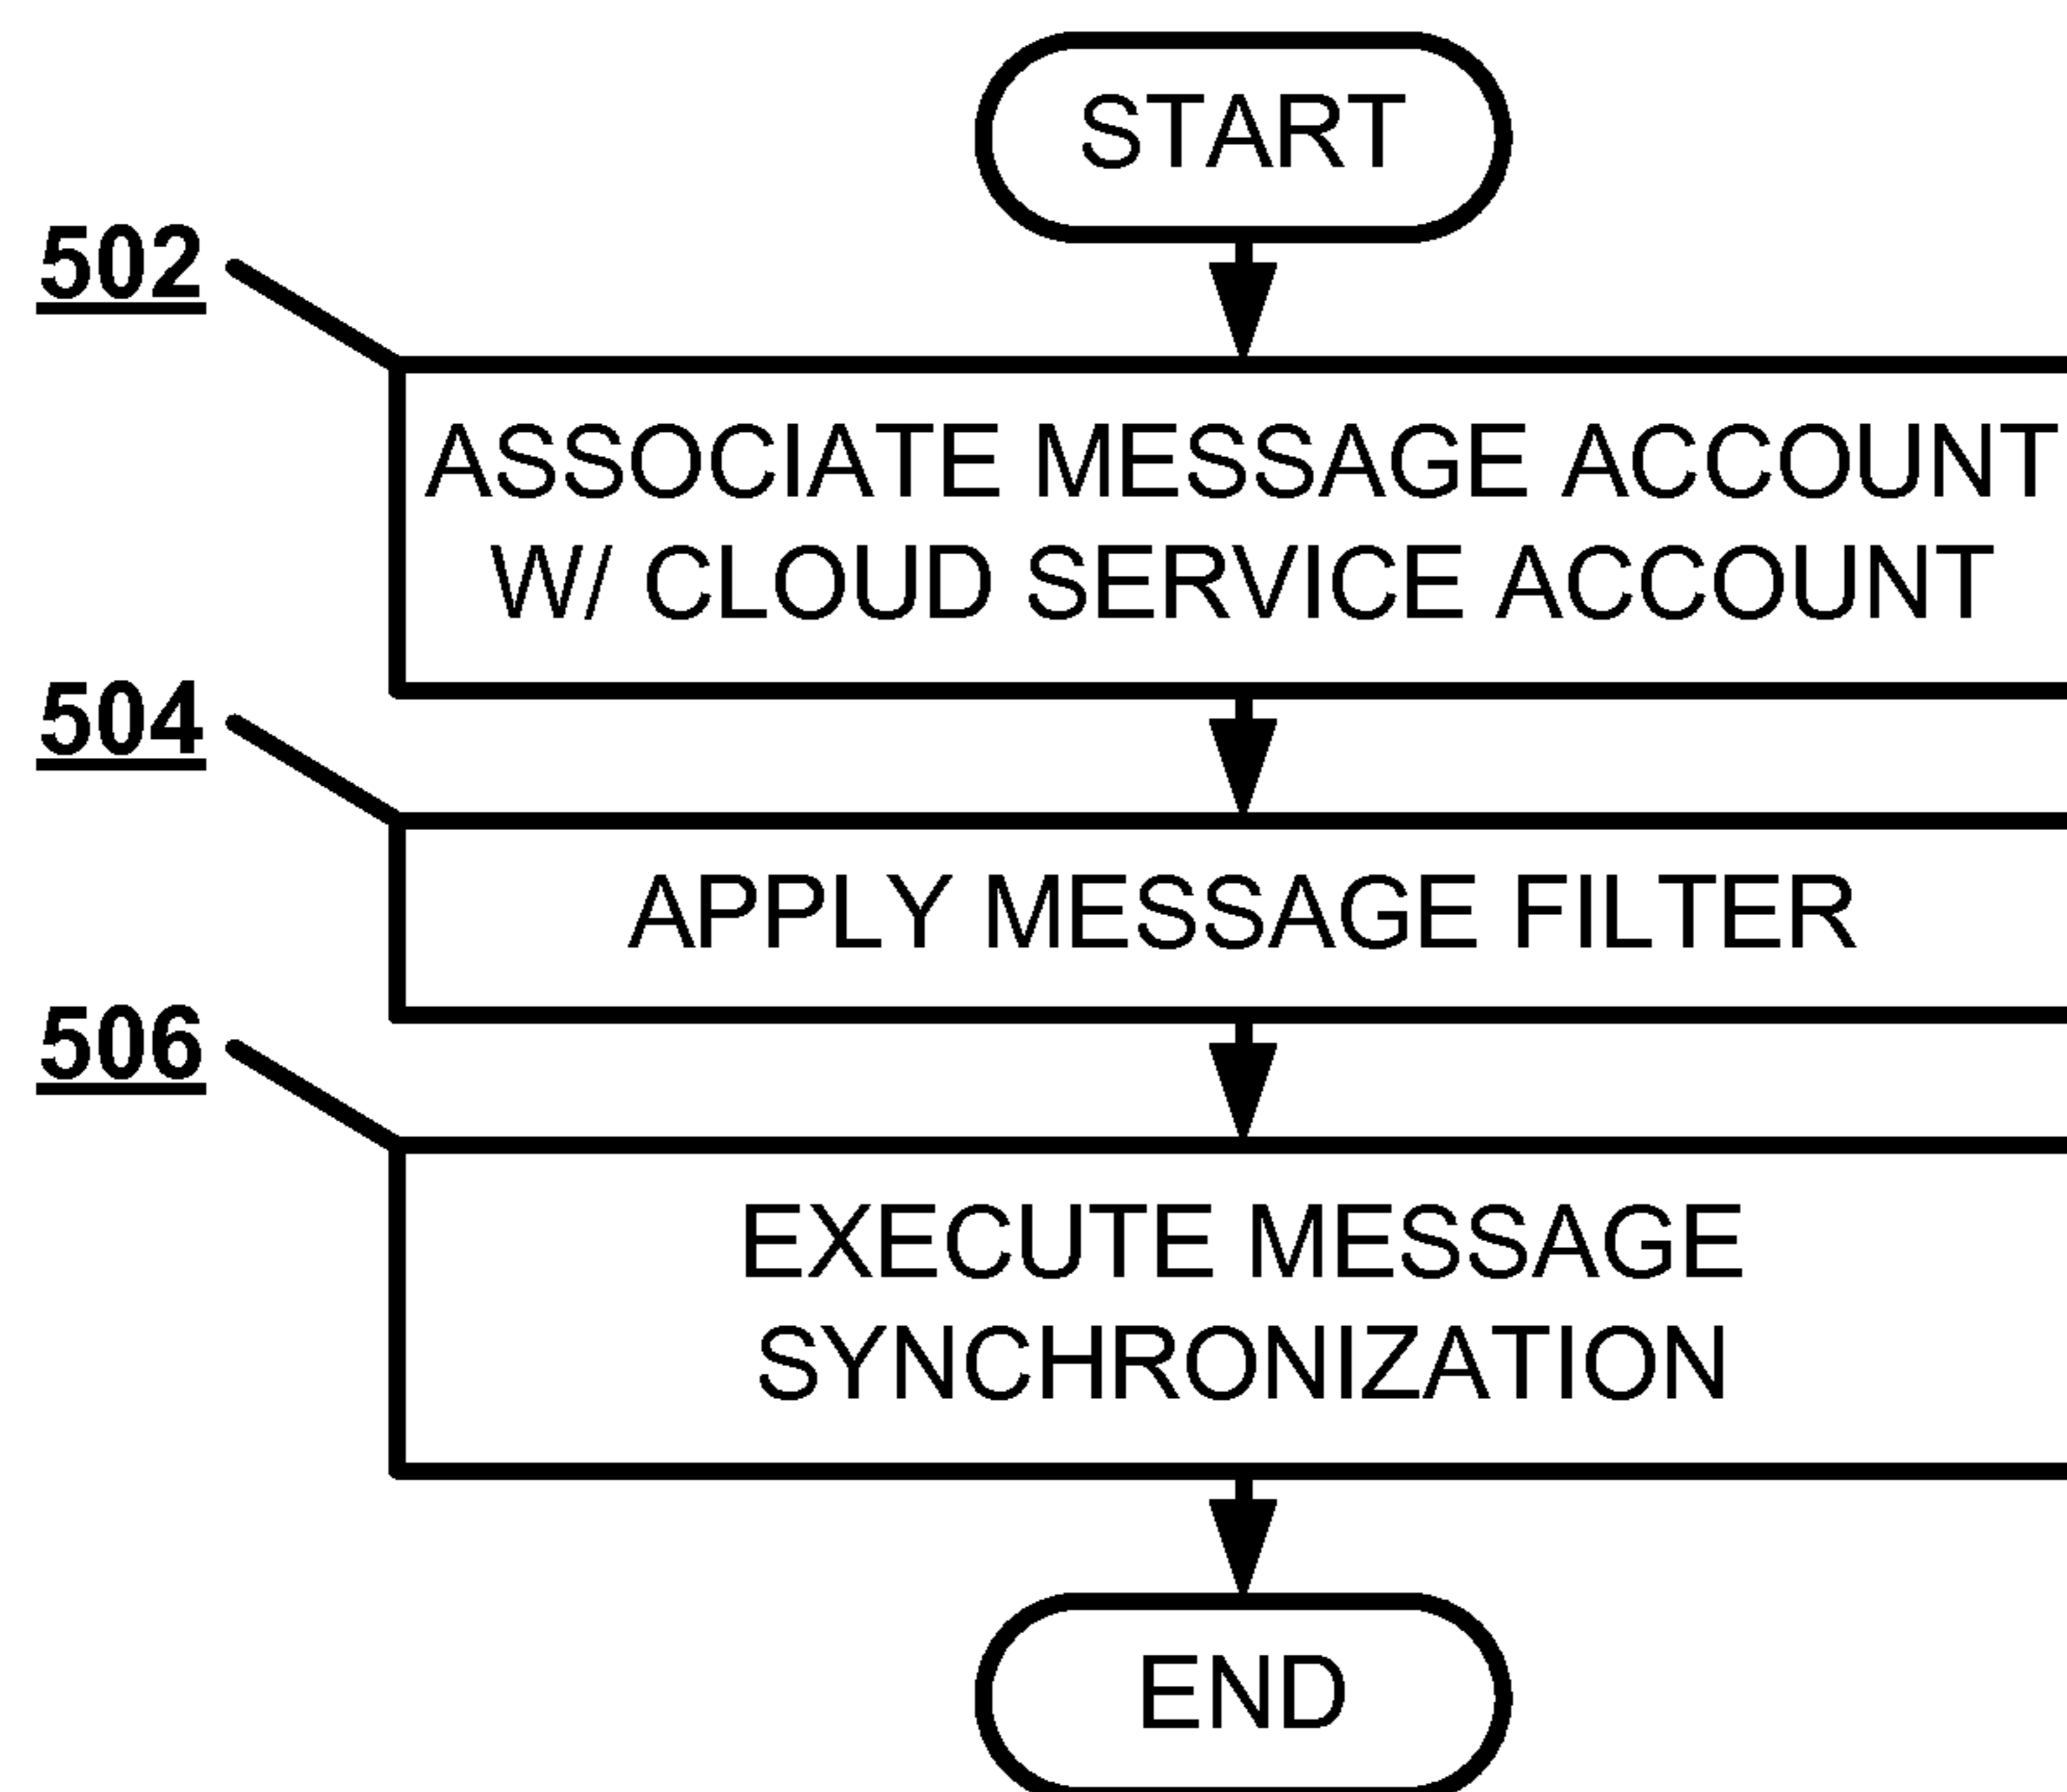 START
502
ASSOCIATE MESSAGE ACCOUNT
W/ CLOUD SERVICE ACCOUNT
504
APPLY MESSAGE FILTER
506
EXECUTE MESSAGE
SYNCHRONIZATION
END